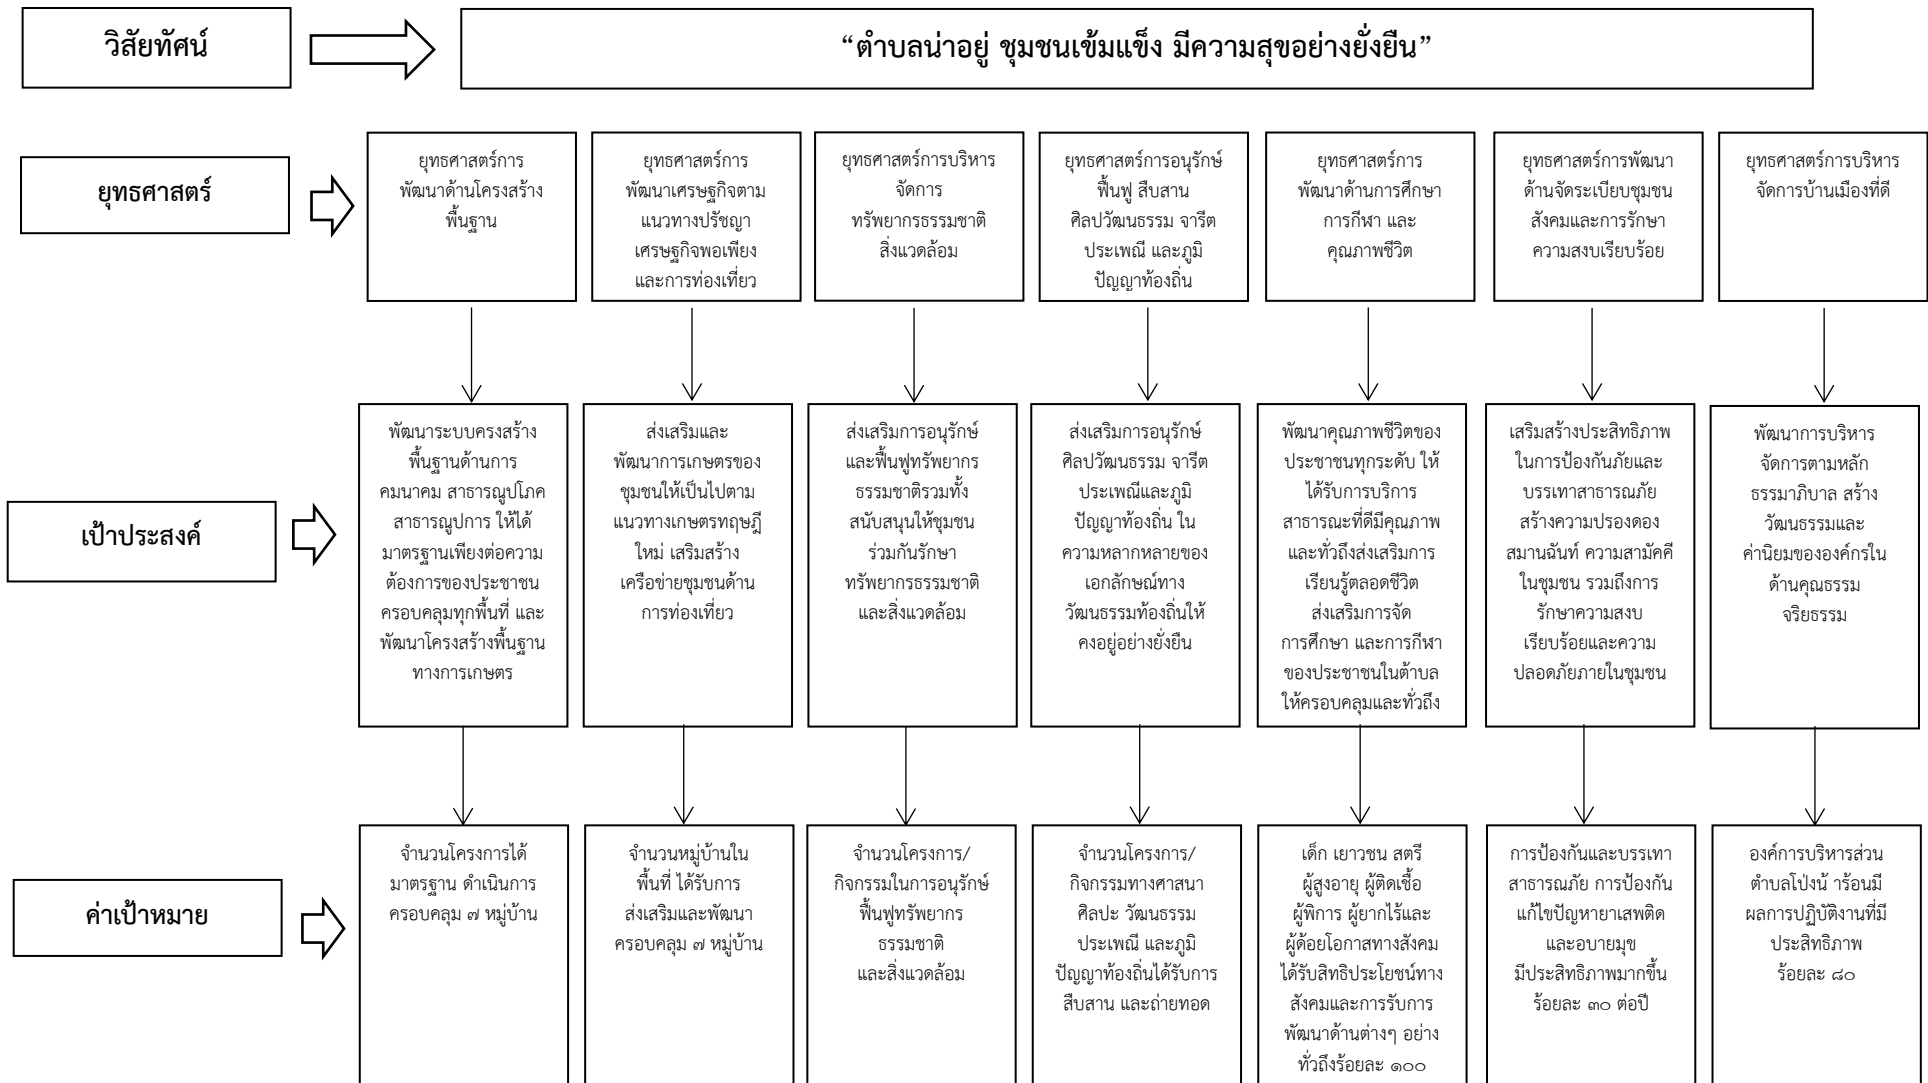 วิสัยทัศน์
“ตำบลน่าอยู่ ชุมชนเข้มแข็ง มีความสุขอย่างยั่งยืน”
ยุทธศาสตร์
ยุทธศาสตร์การ
พัฒนาด้านโครงสร้าง
พื้นฐาน
ยุทธศาสตร์การ
พัฒนาเศรษฐกิจตาม
แนวทางปรัชญา
เศรษฐกิจพอเพียง
และการท่องเที่ยว
ยุทธศาสตร์การบริหาร
จัดการ
ทรัพยากรธรรมชาติ
สิ่งแวดล้อม
ยุทธศาสตร์การอนุรักษ์
ฟื้นฟู สืบสาน
ศิลปวัฒนธรรม จารีต
ประเพณี และภูมิ
ปัญญาท้องถิ่น
ยุทธศาสตร์การ
พัฒนาด้านการศึกษา
การกีฬา และ
คุณภาพชีวิต
ยุทธศาสตร์การพัฒนา
ด้านจัดระเบียบชุมชน
สังคมและการรักษา
ความสงบเรียบร้อย
ยุทธศาสตร์การบริหาร
จัดการบ้านเมืองที่ดี
เป้าประสงค์
พัฒนาระบบครงสร้าง
พื้นฐานด้านการ
คมนาคม สาธารณูปโภค
สาธารณูปการ ให้ได้
มาตรฐานเพียงต่อความ
ต้องการของประชาชน
ครอบคลุมทุกพื้นที่ และ
พัฒนาโครงสร้างพื้นฐาน
ทางการเกษตร
ส่งเสริมและ
พัฒนาการเกษตรของ
ชุมชนให้เป็นไปตาม
แนวทางเกษตรทฤษฎี
ใหม่ เสริมสร้าง
เครือข่ายชุมชนด้าน
การท่องเที่ยว
ส่งเสริมการอนุรักษ์
และฟื้นฟูทรัพยากร
ธรรมชาติรวมทั้ง
สนับสนุนให้ชุมชน
ร่วมกันรักษา
ทรัพยากรธรรมชาติ
และสิ่งแวดล้อม
ส่งเสริมการอนุรักษ์
ศิลปวัฒนธรรม จารีต
ประเพณีและภูมิ
ปัญญาท้องถิ่น ใน
ความหลากหลายของ
เอกลักษณ์ทาง
วัฒนธรรมท้องถิ่นให้
คงอยู่อย่างยั่งยืน
พัฒนาคุณภาพชีวิตของ
ประชาชนทุกระดับ ให้
ได้รับการบริการ
สาธารณะที่ดีมีคุณภาพ
และทั่วถึงส่งเสริมการ
เรียนรู้ตลอดชีวิต
ส่งเสริมการจัด
การศึกษา และการกีฬา
ของประชาชนในตำบล
ให้ครอบคลุมและทั่วถึง
เสริมสร้างประสิทธิภาพ
ในการป้องกันภัยและ
บรรเทาสาธารณภัย
สร้างความปรองดอง
สมานฉันท์ ความสามัคคี
ในชุมชน รวมถึงการ
รักษาความสงบ
เรียบร้อยและความ
ปลอดภัยภายในชุมชน
พัฒนาการบริหาร
จัดการตามหลัก
ธรรมาภิบาล สร้าง
วัฒนธรรมและ
ค่านิยมขององค์กรใน
ด้านคุณธรรม
จริยธรรม
ค่าเป้าหมาย
จำนวนโครงการได้
มาตรฐาน ดำเนินการ
ครอบคลุม ๗ หมู่บ้าน
จำนวนหมู่บ้านใน
พื้นที่ ได้รับการ
ส่งเสริมและพัฒนา
ครอบคลุม ๗ หมู่บ้าน
จำนวนโครงการ/
กิจกรรมในการอนุรักษ์
ฟื้นฟูทรัพยากร
ธรรมชาติ
และสิ่งแวดล้อม
จำนวนโครงการ/
กิจกรรมทางศาสนา
ศิลปะ วัฒนธรรม
ประเพณี และภูมิ
ปัญญาท้องถิ่นได้รับการ
สืบสาน และถ่ายทอด
เด็ก เยาวชน สตรี
ผู้สูงอายุ ผู้ติดเชื้อ
ผู้พิการ ผู้ยากไร้และ
ผู้ด้อยโอกาสทางสังคม
ได้รับสิทธิประโยชน์ทาง
สังคมและการรับการ
พัฒนาด้านต่างๆ อย่าง
ทั่วถึงร้อยละ ๑๐๐
การป้องกันและบรรเทา
สาธารณภัย การป้องกัน
แก้ไขปัญหายาเสพติด
และอบายมุข
มีประสิทธิภาพมากขึ้น
ร้อยละ ๓๐ ต่อปี
องค์การบริหารส่วน
ตำบลโป่งน้ ำร้อนมี
ผลการปฏิบัติงานที่มี
ประสิทธิภาพ
ร้อยละ ๘๐